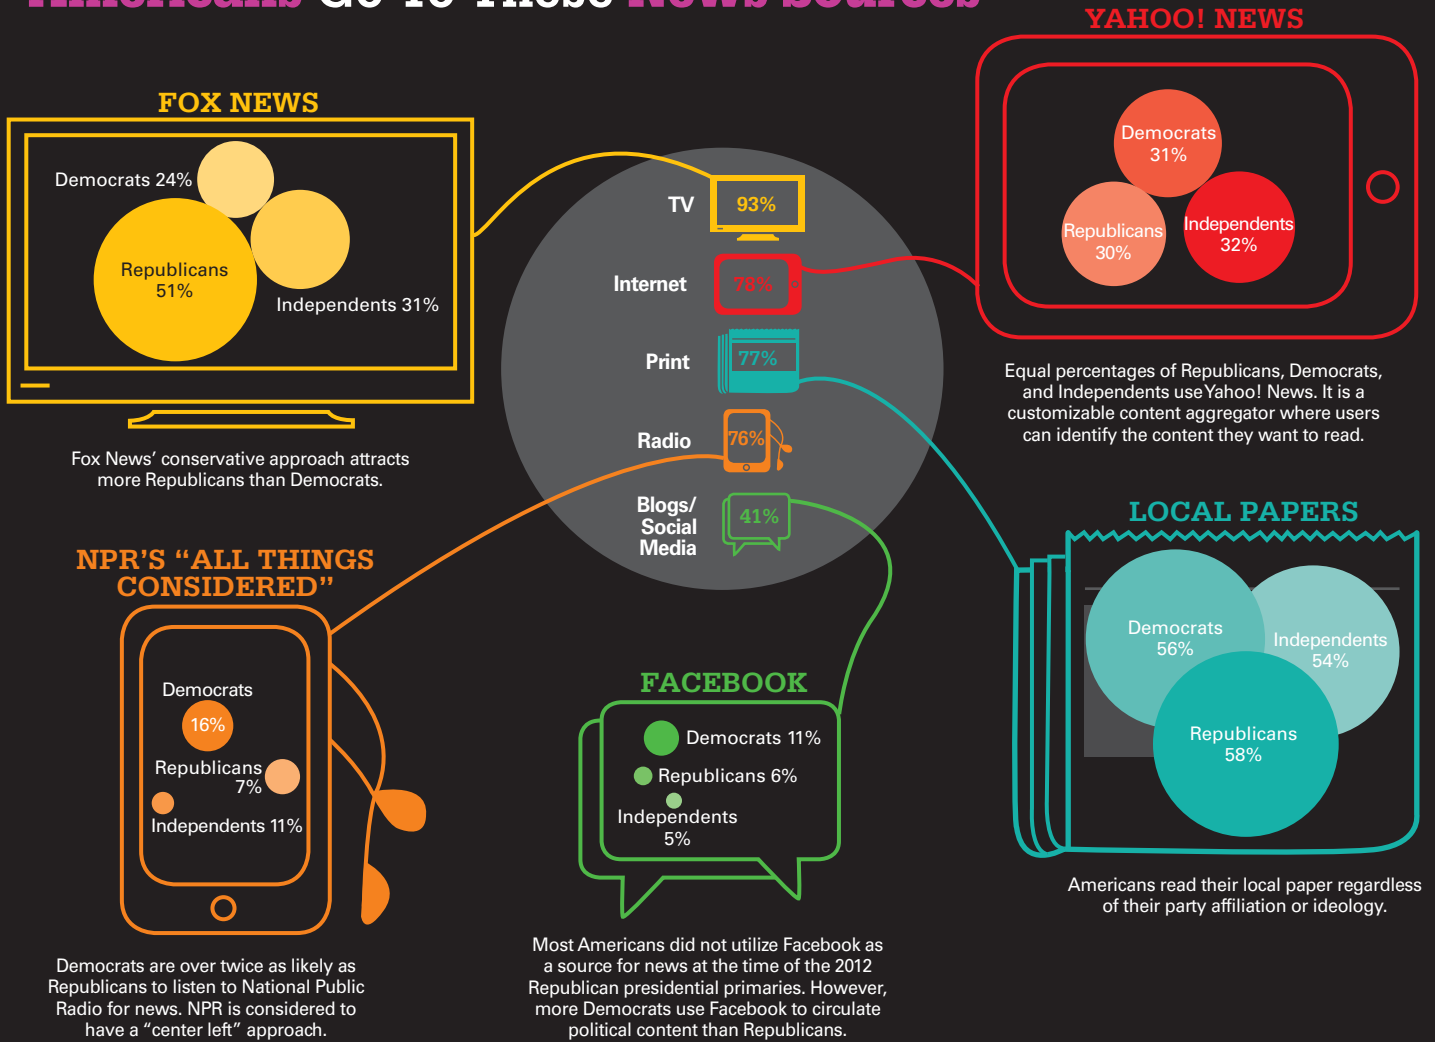 Americans Go To These News Sources
YAHOO! NEWS
Democrats
31%
Republicans
30%
Independents
32%
Equal percentages of Republicans, Democrats,
and Independents use Yahoo! News. It is a
customizable content aggregator where users
can identify the content they want to read.
FOX NEWS
Democrats 24%
Republicans
51%
Independents 31%
Fox News’ conservative approach attracts
more Republicans than Democrats.
TV 93%
Internet 78%
Print 77%
Radio 76%
Blogs/
Social
Media
41%
LOCAL PAPERS
Democrats
56%
Independents
54%
Republicans
58%
Americans read their local paper regardless
of their party affiliation or ideology.
NPR’S “ALL THINGS
CONSIDERED”
Democrats
16%
Republicans
7%
Independents 11%
Democrats are over twice as likely as
Republicans to listen to National Public
Radio for news. NPR is considered to
have a “center left” approach.
FACEBOOK
Democrats 11%
Republicans 6%
Independents
5%
Most Americans did not utilize Facebook as
a source for news at the time of the 2012
Republican presidential primaries. However,
more Democrats use Facebook to circulate
political content than Republicans.